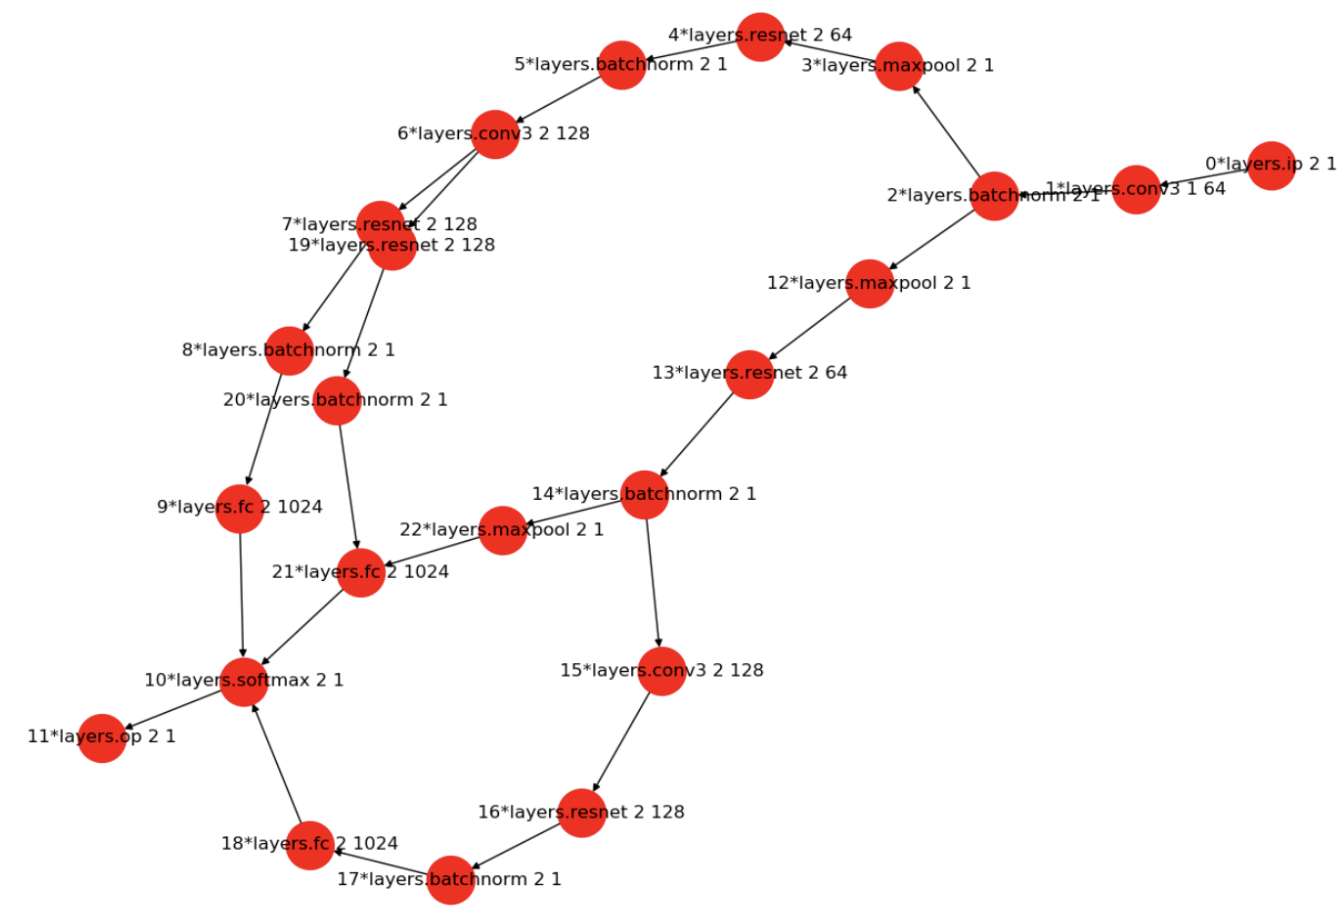 4*layers.resnet 2 64
5*layers.batchnorm 2 1
3*layers.maxpool 2 1
6*layers.conv3 2 128
0*layers.ip 2 1
1*layers.conv3 1 64
2*layers.batchnorm 2 1
7*layers.resnet 2 128
19*layers.resnet 2 128
12*layers.maxpool 2 1
8*layers.batchnorm 2 1
13*layers.resnet 2 64
20*layers.batchnorm 2 1
14*layers.batchnorm 2 1
9*layers.fc 2 1024
22*layers.maxpool 2 1
21*layers.fc 2 1024
15*layers.conv3 2 128
10*layers.softmax 2 1
11*layers.op 2 1
16*layers.resnet 2 128
18*layers.fc 2 1024
17*layers.batchnorm 2 1